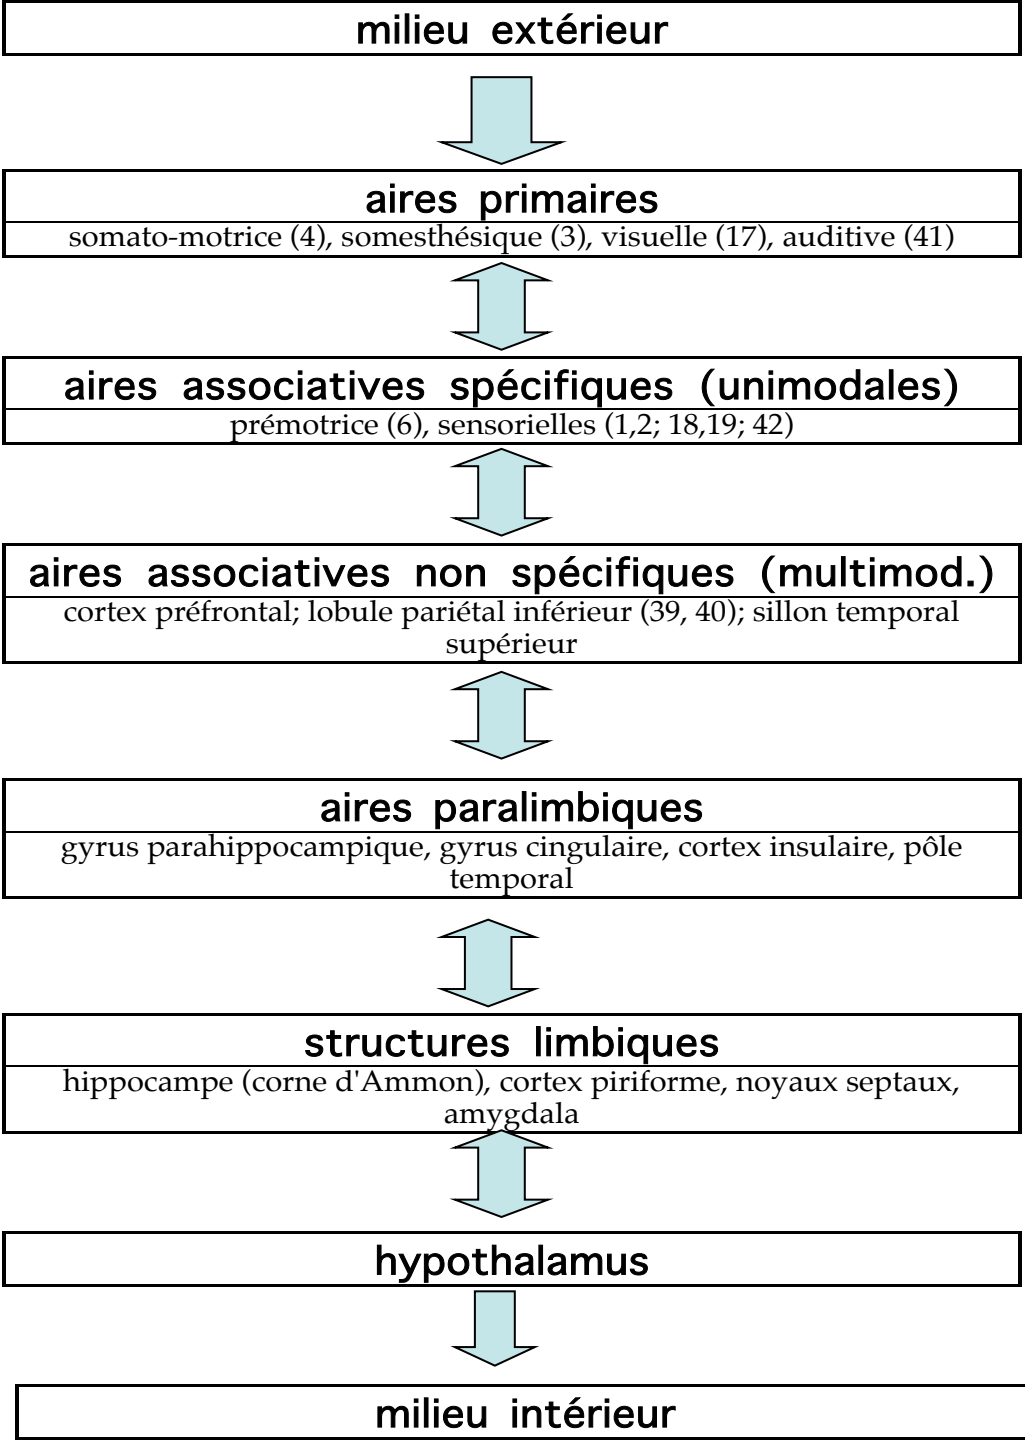 milieu extérieur
aires primaires
somato-motrice (4), somesthésique (3), visuelle (17), auditive (41)
aires associatives spécifiques (unimodales)
prémotrice (6), sensorielles (1,2; 18,19; 42)
aires associatives non spécifiques (multimod.)
cortex préfrontal; lobule pariétal inférieur (39, 40); sillon temporal
supérieur
aires paralimbiques
gyrus parahippocampique, gyrus cingulaire, cortex insulaire, pôle
temporal
structures limbiques
hippocampe (corne d'Ammon), cortex piriforme, noyaux septaux,
amygdala
hypothalamus
milieu intérieur